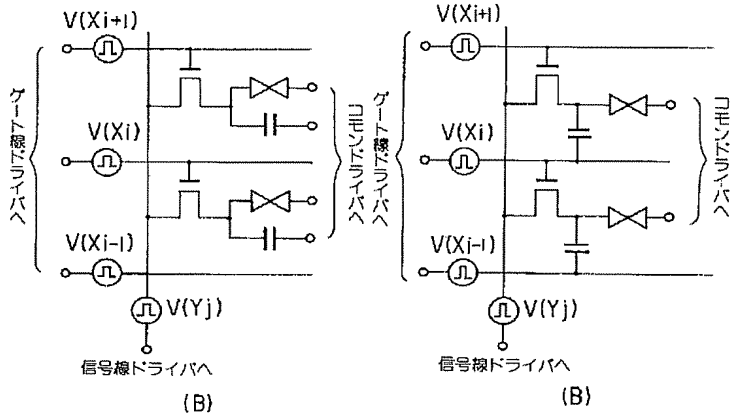 V(Xi+1)
V(Xi)
V(Xi-1)
V(Yj)
ゲート線ドライバへ
コモンドライバへ
信号線ドライバへ
(B)
V(Xi+1)
V(Xi)
V(Xi-1)
V(Yj)
ゲート線ドライバへ
コモンドライバへ
信号線ドライバへ
(B)